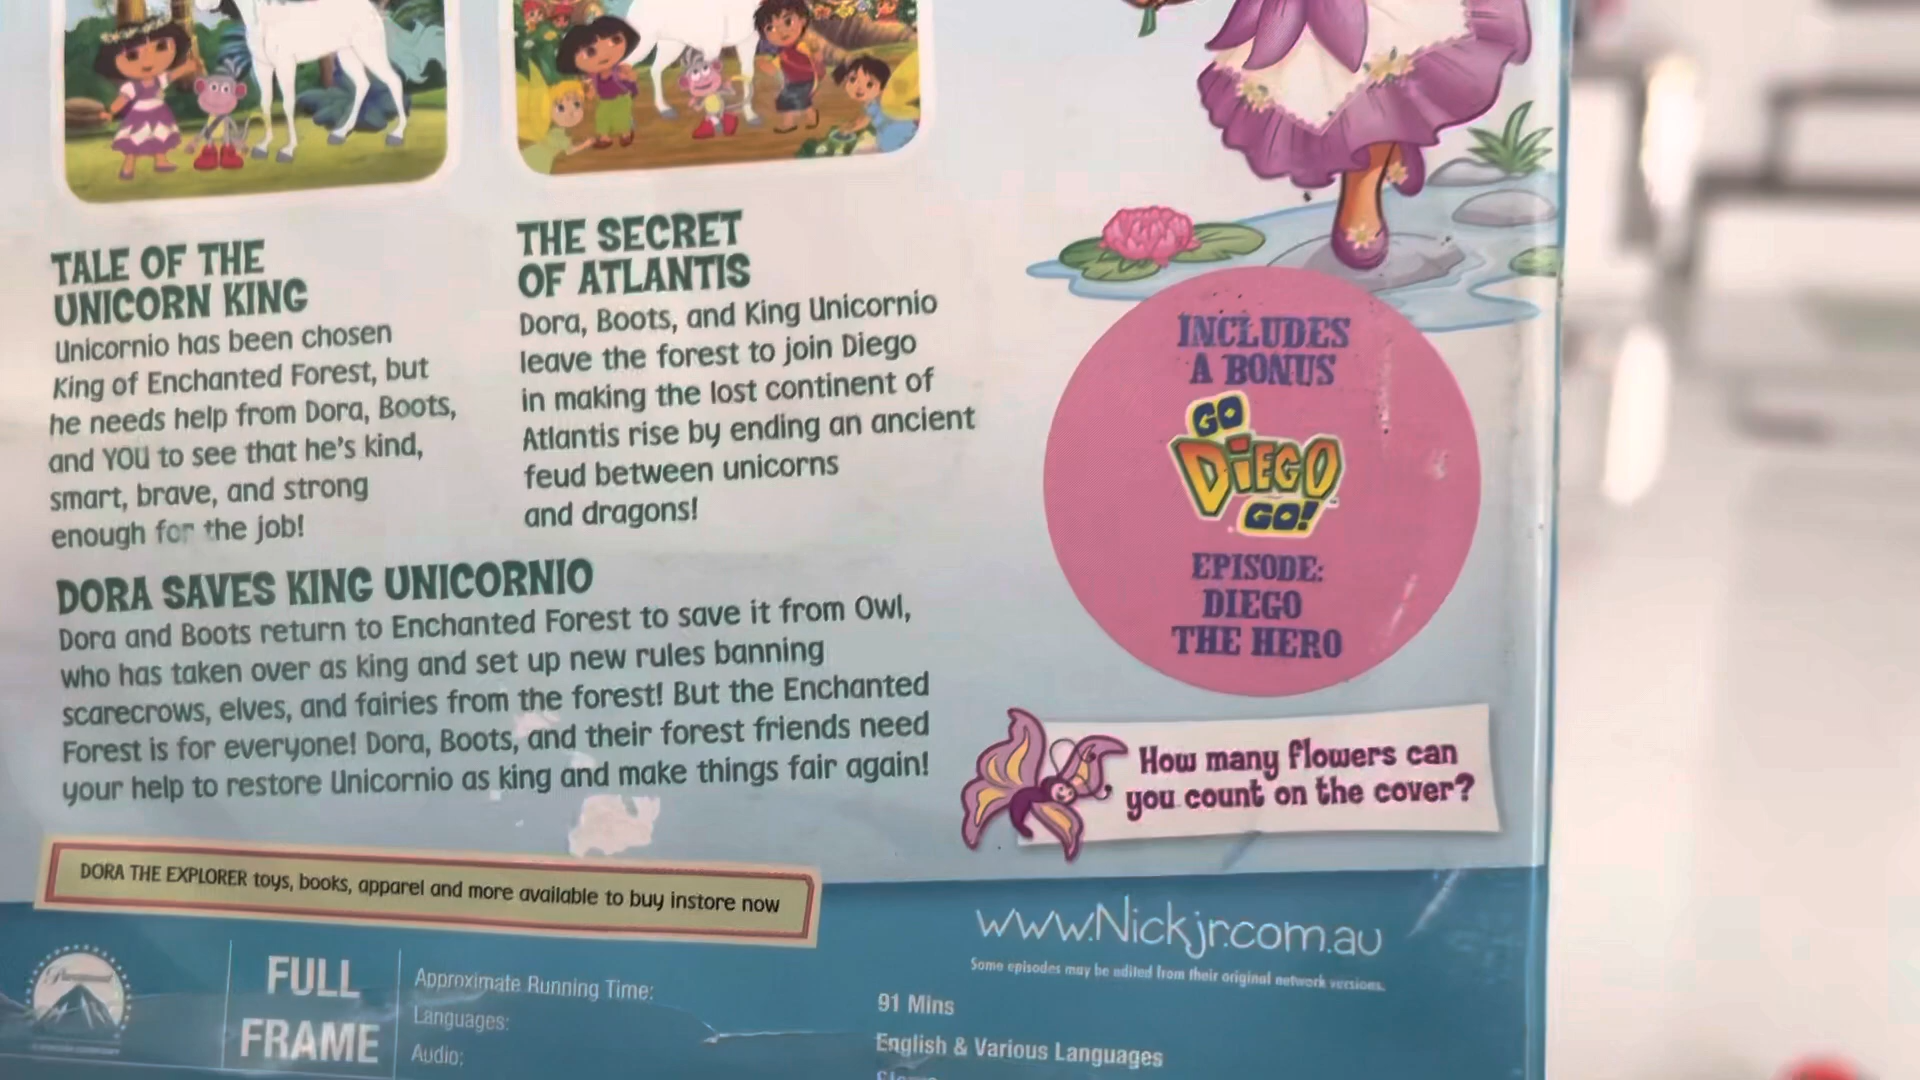 TALE OF THE
UNICORN KING
Unicornio has been chosen
King of Enchanted Forest, but
he needs help from Dora, Boots,
and YOU to see that he's kind,
smart, brave, and strong
enough for the job!
THE SECRET
OF ATLANTIS
Dora, Boots, and King Unicornio
leave the forest to join Diego
in making the lost continent of
Atlantis rise by ending an ancient
feud between unicorns
and dragons!
DORA SAVES KING UNICORNIO
Dora and Boots return to Enchanted Forest to save it from Owl,
who has taken over as king and set up new rules banning
scarecrows, elves, and fairies from the forest! But the Enchanted
Forest is for everyone! Dora, Boots, and their forest friends need
your help to restore Unicornio as king and make things fair again!
INCLUDES
A BONUS
GO
DIEGO
GO!
EPISODE:
DIEGO
THE HERO
How many flowers can
you count on the cover?
DORA THE EXPLORER toys, books, apparel and more available to buy instore now
www.Nickjr.com.au
Some episodes may be edited from their original network versions.
Paramount
FULL
FRAME
Approximate Running Time: 91 Mins
Languages: English & Various Languages
Audio: